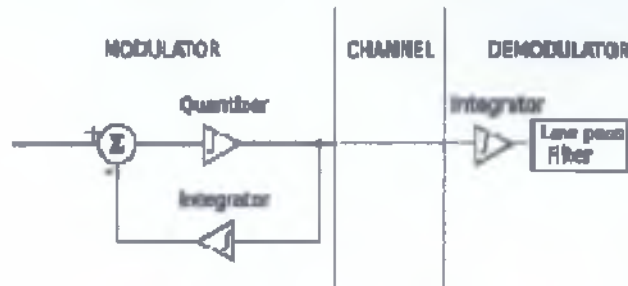 MODULATOR CHANNEL DEMODULATOR
Quantizer Integrator
+ Σ
Low pass
Filter
Integrator